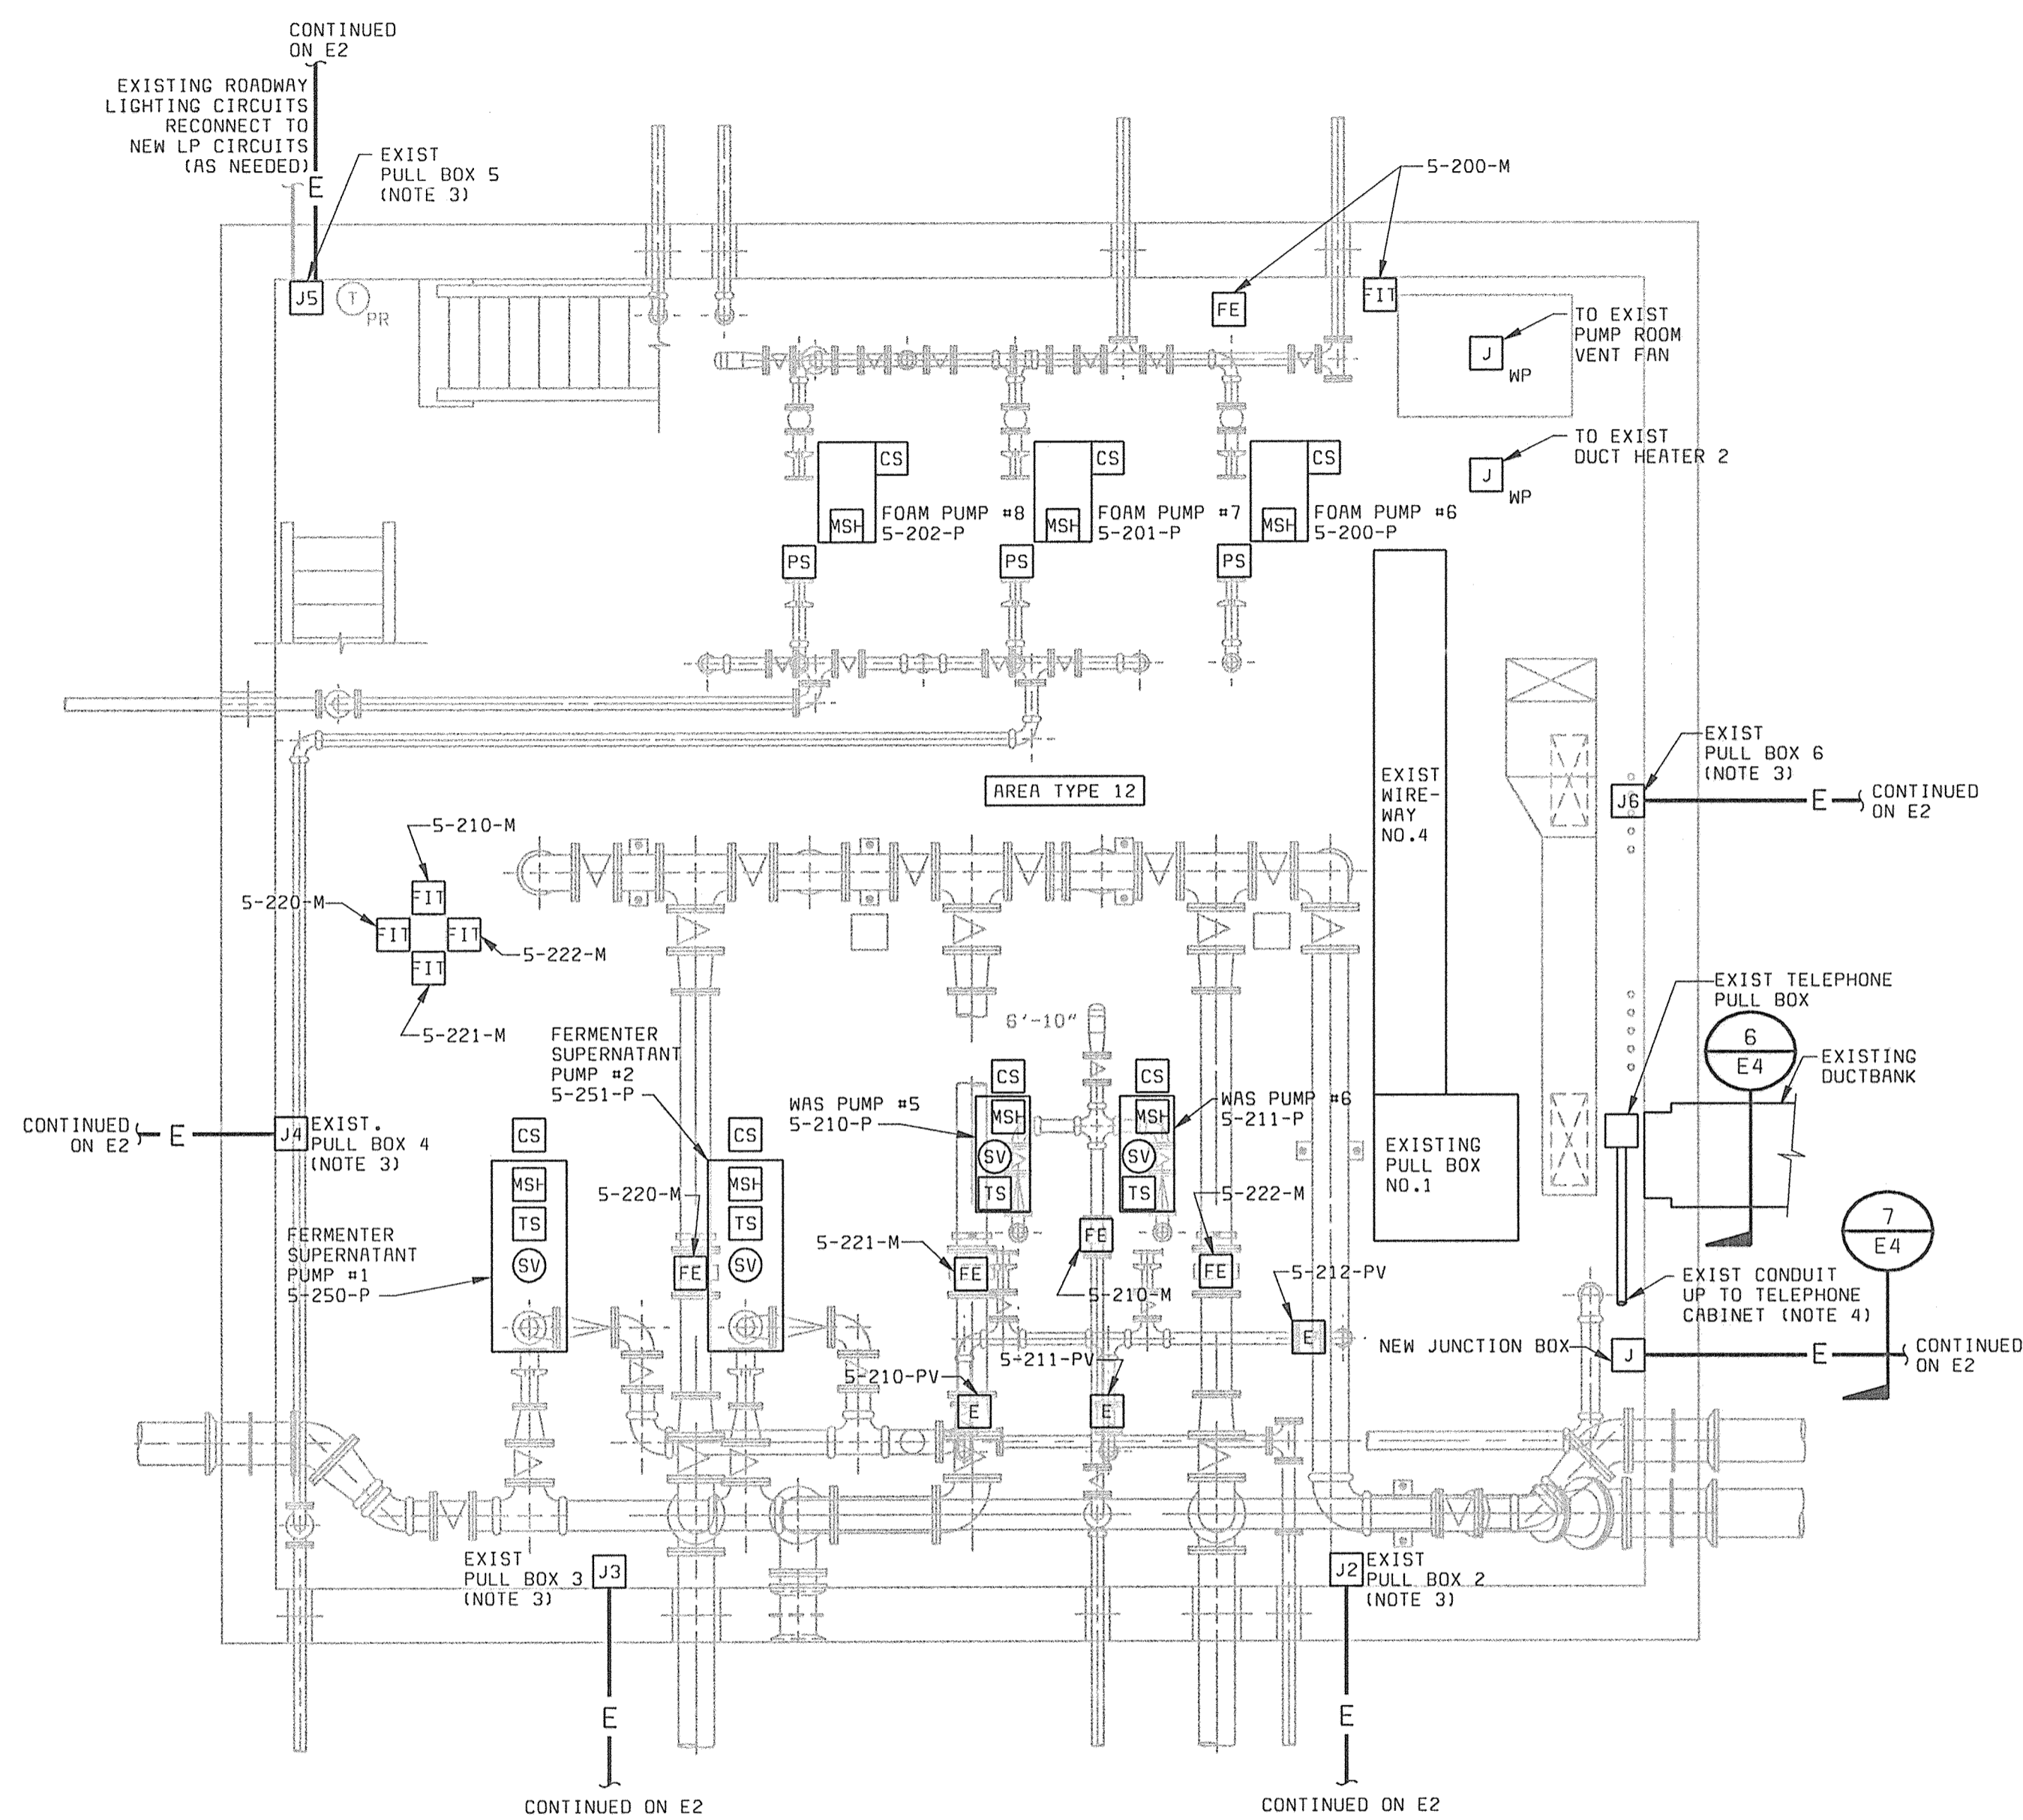 CONTINUED
ON E2
EXISTING ROADWAY
LIGHTING CIRCUITS
RECONNECT TO
NEW LP CIRCUITS
(AS NEEDED)
E
EXIST
PULL BOX 5
(NOTE 3)
J5
T
PR
5-200-M
FE
FIT
J
WP
TO EXIST
PUMP ROOM
VENT FAN
J
WP
TO EXIST
DUCT HEATER 2
CS
MSH
FOAM PUMP #8
5-202-P
PS
CS
MSH
FOAM PUMP #7
5-201-P
PS
CS
MSH
FOAM PUMP #6
5-200-P
PS
EXIST
WIRE-
WAY
NO.4
AREA TYPE 12
EXIST
PULL BOX 6
(NOTE 3)
J6
E
CONTINUED
ON E2
5-210-M
FIT
5-220-M
FIT
FIT
5-222-M
FIT
5-221-M
EXIST TELEPHONE
PULL BOX
6
E4
EXISTING
DUCTBANK
6'-10"
FERMENTER
SUPERNATANT
PUMP #2
5-251-P
CONTINUED
ON E2
E
J4
EXIST.
PULL BOX 4
(NOTE 3)
CS
MSH
TS
SV
FERMENTER
SUPERNATANT
PUMP #1
5-250-P
CS
MSH
TS
SV
5-220-M
FE
WAS PUMP #5
5-210-P
CS
MSH
SV
TS
CS
MSH
SV
TS
WAS PUMP #6
5-211-P
EXISTING
PULL BOX
NO.1
5-221-M
FE
FE
5-210-M
5-222-M
FE
5-212-PV
E
7
E4
EXIST CONDUIT
UP TO TELEPHONE
CABINET (NOTE 4)
NEW JUNCTION BOX
J
E
CONTINUED
ON E2
5-211-PV
E
5-210-PV
E
EXIST
PULL BOX 3
(NOTE 3)
J3
E
CONTINUED ON E2
J2
EXIST
PULL BOX 2
(NOTE 3)
E
CONTINUED ON E2